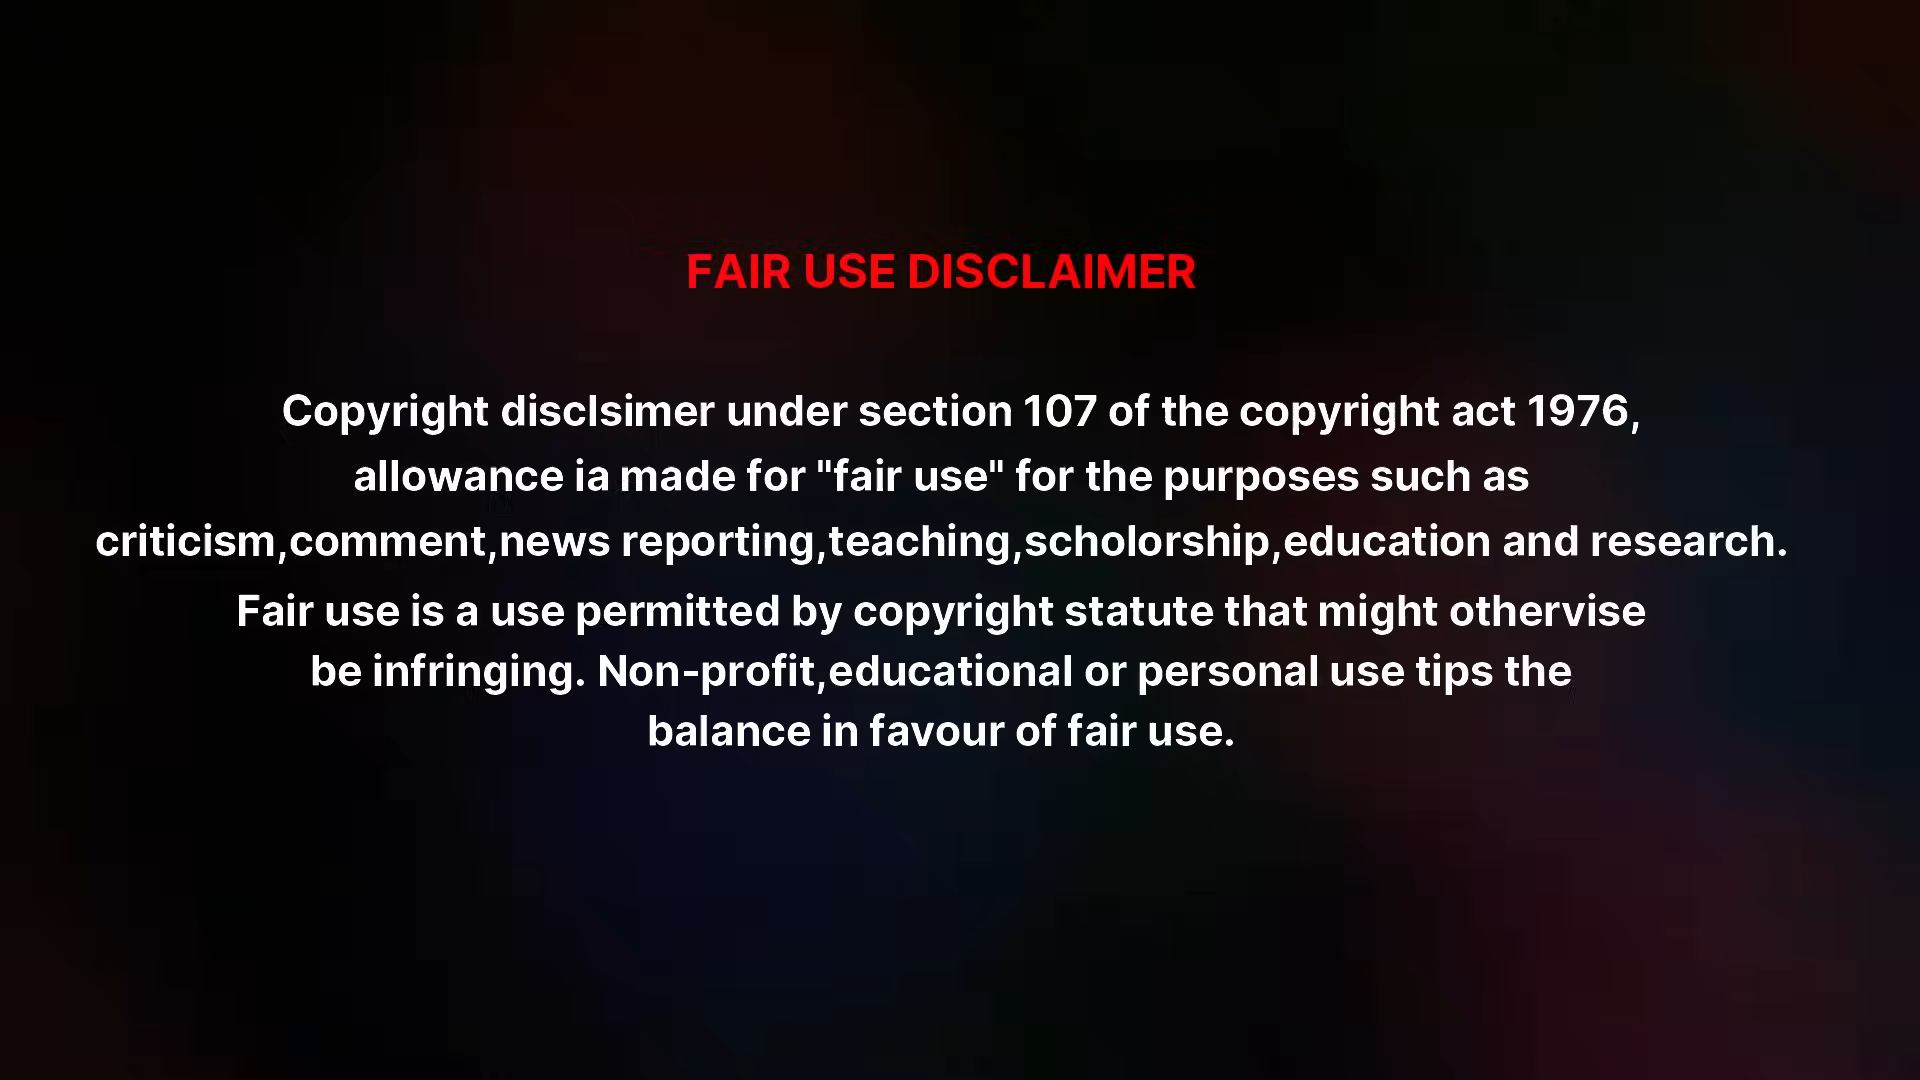 FAIR USE DISCLAIMER
Copyright disclsimer under section 107 of the copyright act 1976,
allowance ia made for "fair use" for the purposes such as
criticism,comment,news reporting,teaching,scholorship,education and research.
Fair use is a use permitted by copyright statute that might othervise
be infringing. Non-profit,educational or personal use tips the
balance in favour of fair use.